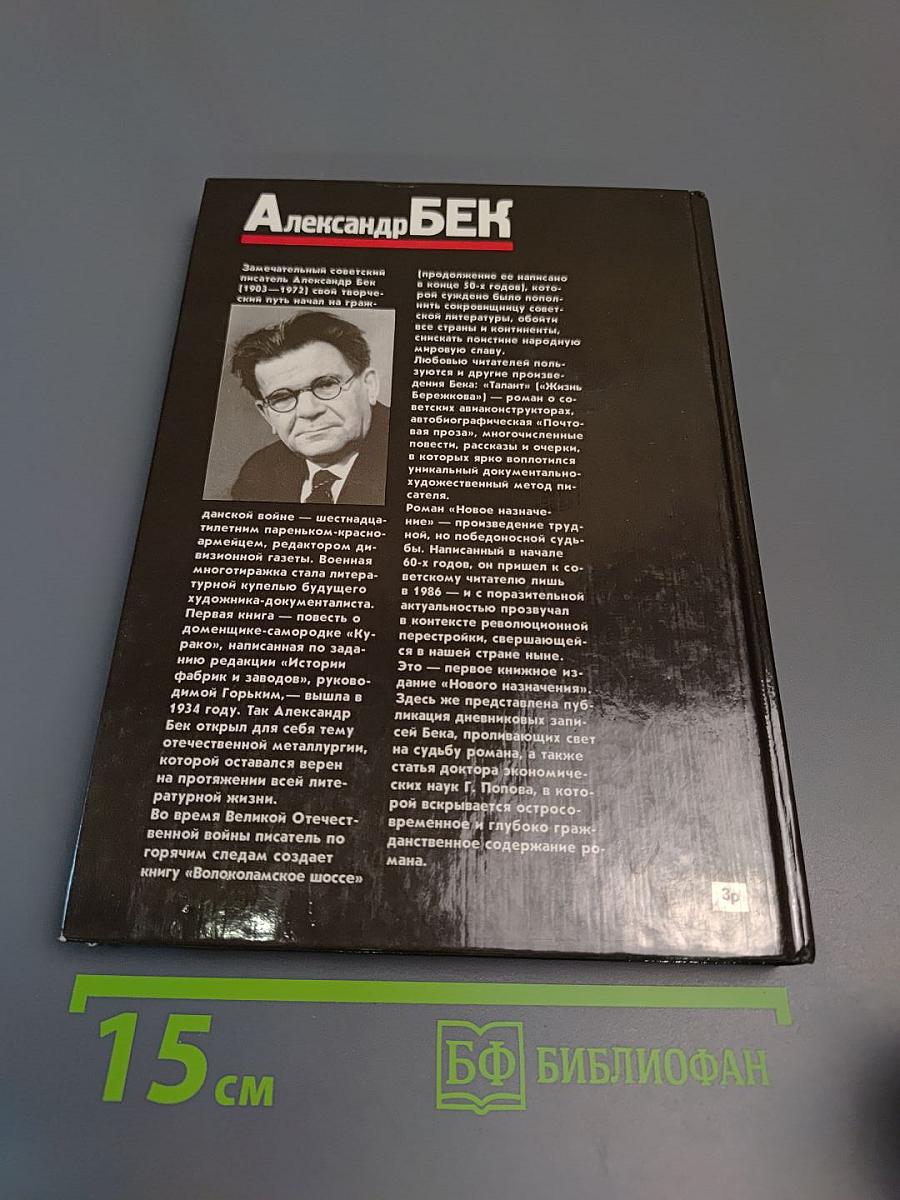 Александр БЕК
Замечательный советский
писатель Александр Бек
(1903—1972) свой творче-
ский путь начал на граж-
данской войне — шестнадца-
тилетним пареньком-красно-
армейцем, редактором ди-
визионной газеты. Военная
многотиражка стала литера-
турной купелью будущего
художника-документалиста.
Первая книга — повесть о
доменщике-самородке «Ку-
рако», написанная по зада-
нию редакции «Истории
фабрик и заводов», руково-
димой Горьким,— вышла в
1934 году. Так Александр
Бек открыл для себя тему
отечественной металлургии,
которой оставался верен
на протяжении всей лите-
ратурной жизни.
Во время Великой Отечест-
венной войны писатель по
горячим следам создает
книгу «Волоколамское шоссе»
(продолжение ее написано
в конце 50-х годов), кото-
рой суждено было попол-
нить сокровищницу совет-
ской литературы, обойти
все страны и континенты,
снискать поистине народную
мировую славу.
Любовью читателей поль-
зуются и другие произве-
дения Бека: «Талант» («Жизнь
Бережкова») — роман о со-
ветских авиаконструкторах,
автобиографическая «Почто-
вая проза», многочисленные
повести, рассказы и очерки,
в которых ярко воплотился
уникальный документально-
художественный метод пи-
сателя.
Роман «Новое назначе-
ние» — произведение труд-
ной, но победоносной судь-
бы. Написанный в начале
60-х годов, он пришел к со-
ветскому читателю лишь
в 1986 — и с поразительной
актуальностью прозвучал
в контексте революционной
перестройки, свершающей-
ся в нашей стране ныне.
Это — первое книжное из-
дание «Нового назначения».
Здесь же представлена пуб-
ликация дневниковых запи-
сей Бека, проливающих свет
на судьбу романа, а также
статья доктора экономиче-
ских наук Г. Попова, в кото-
рой вскрывается остросо-
временное и глубоко граж-
данственное содержание ро-
мана.
3р
15 см
БФ БИБЛИОФАН